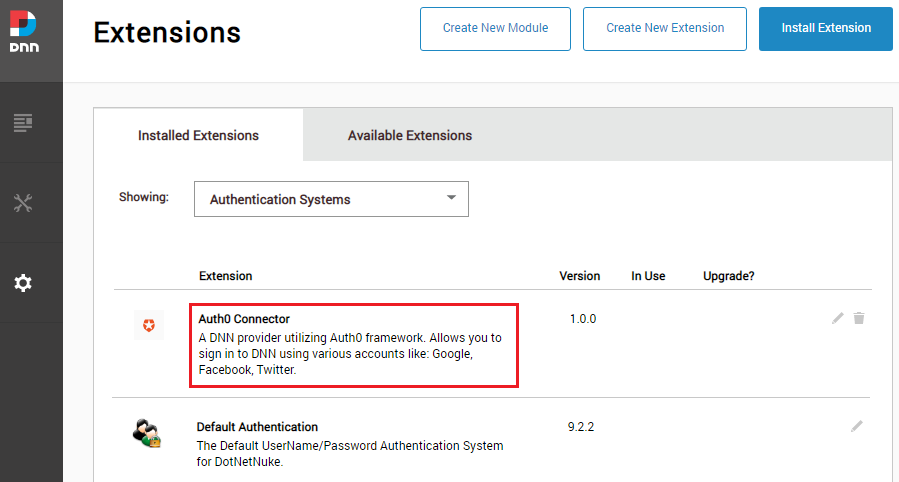 Extensions
Create New Module
Create New Extension
Install Extension
dnn
Installed Extensions
Available Extensions
Showing:
Authentication Systems
Extension
Version
In Use
Upgrade?
Auth0 Connector
1.0.0
A DNN provider utilizing Auth0 framework. Allows you to
sign in to DNN using various accounts like: Google,
Facebook, Twitter.
Default Authentication
9.2.2
The Default UserName/Password Authentication System
for DotNetNuke.